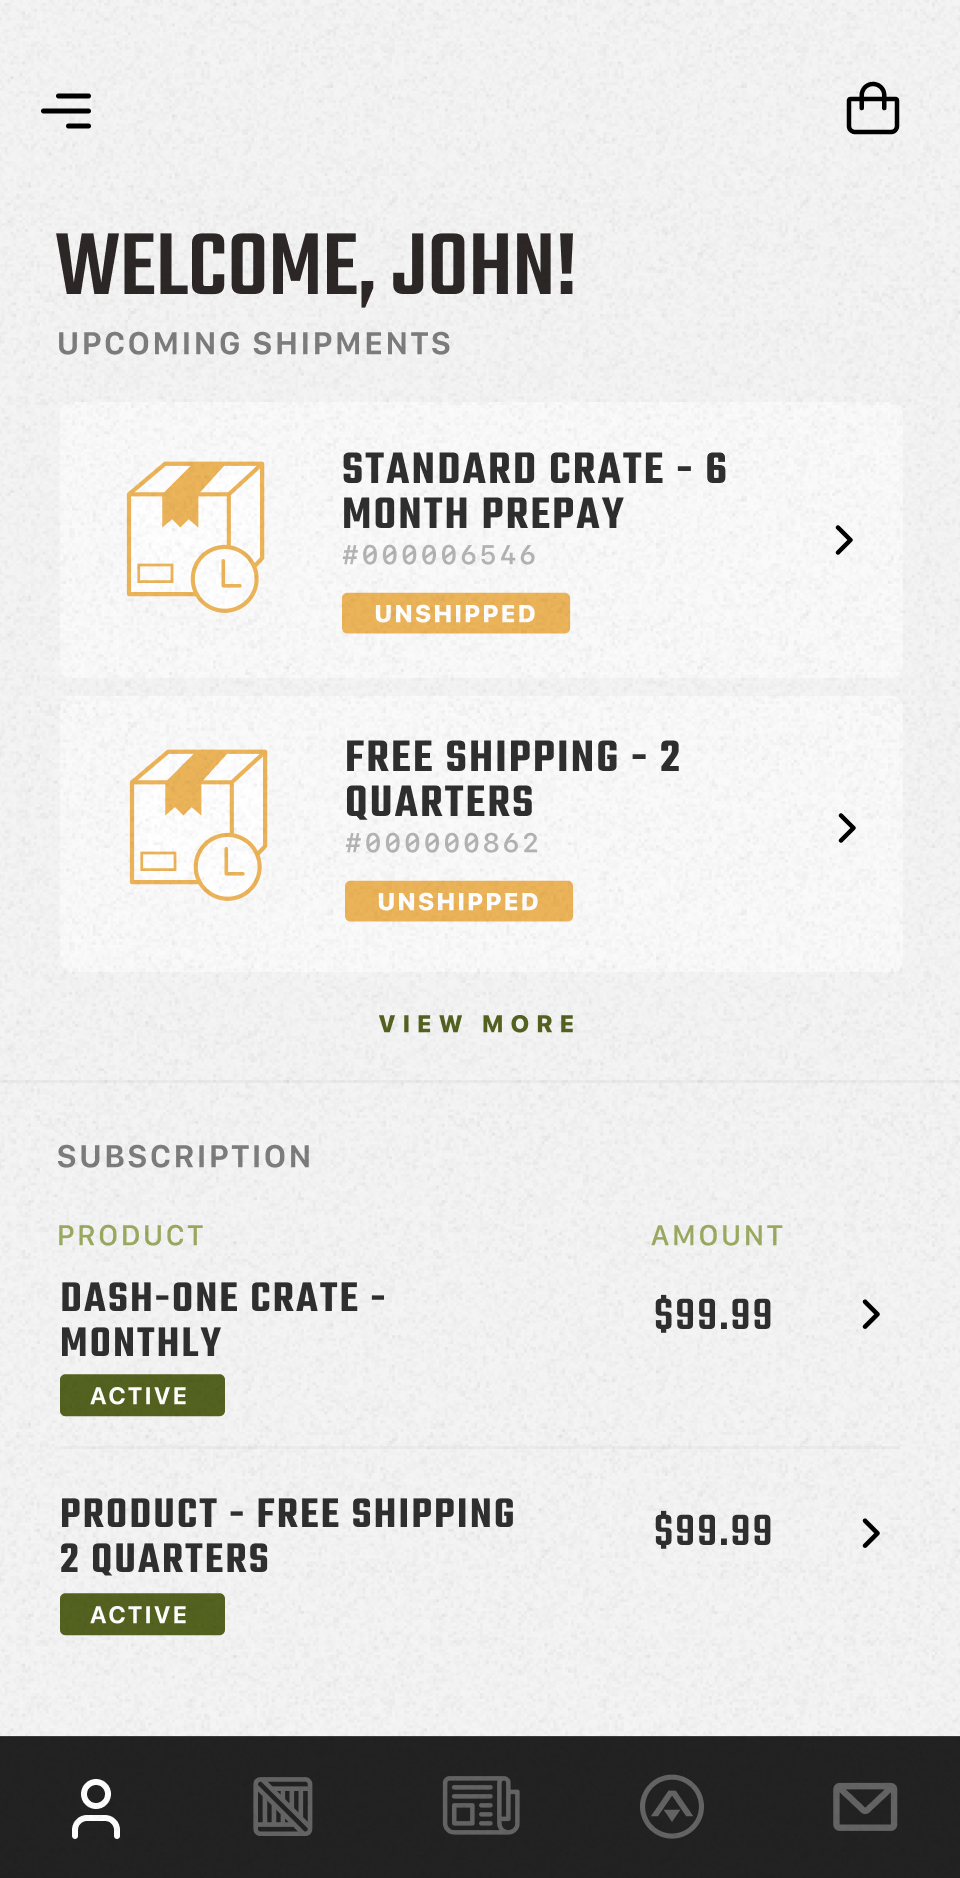 WELCOME, JOHN!
UPCOMING SHIPMENTS
STANDARD CRATE - 6
MONTH PREPAY
#000006546
UNSHIPPED
FREE SHIPPING - 2
QUARTERS
#000000862
UNSHIPPED
VIEW MORE
SUBSCRIPTION
PRODUCT AMOUNT
DASH-ONE CRATE -
MONTHLY
$99.99
ACTIVE
PRODUCT - FREE SHIPPING
2 QUARTERS
$99.99
ACTIVE